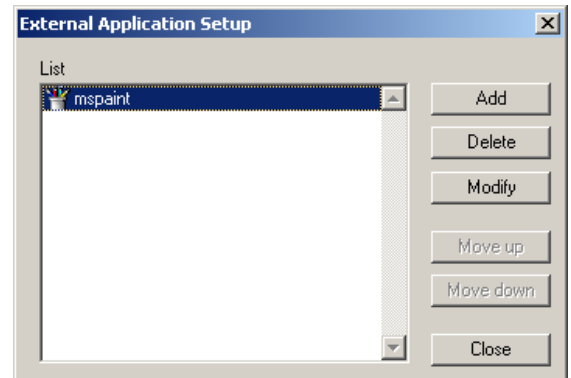 External Application Setup
List
mspaint
Add
Delete
Modify
Move up
Move down
Close